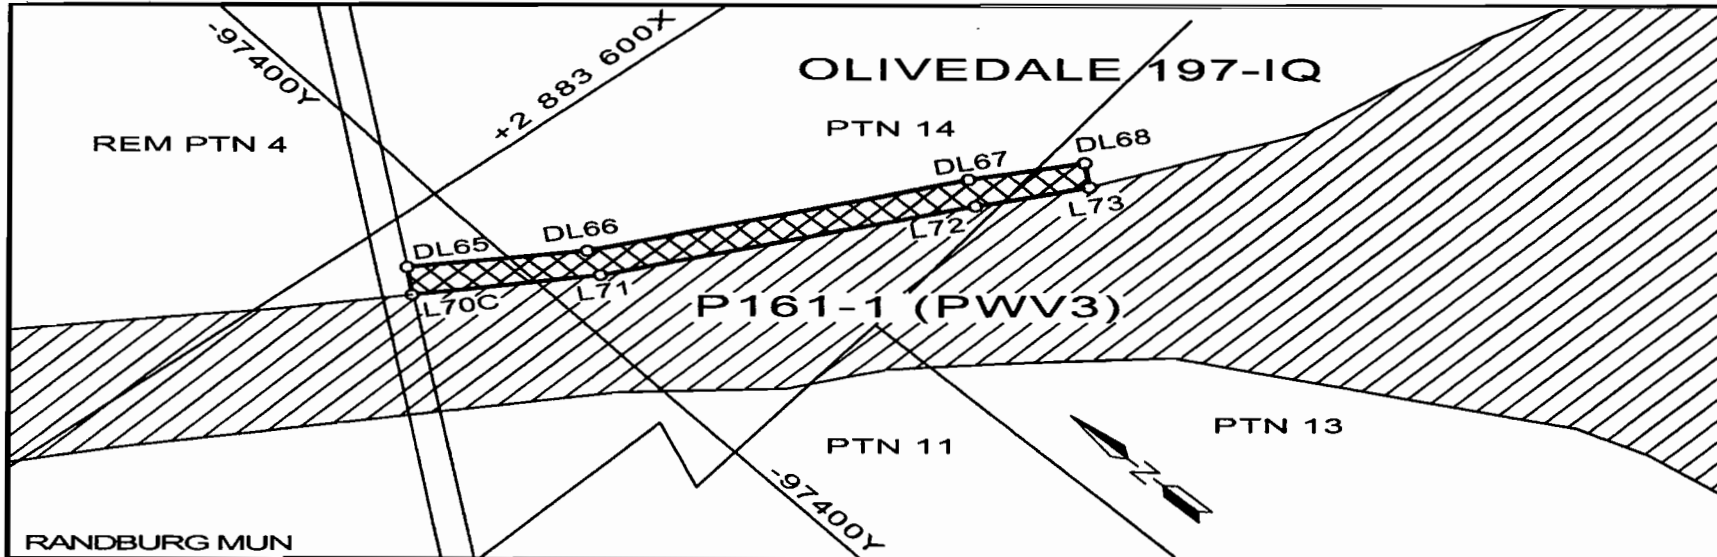 -97400Y
+2 883 600X
OLIVEDALE 197-IQ
REM PTN 4
PTN 14
DL68
DL67
DL66
DL65
L73
L72
L71
L70C
P161-1 (PWV3)
PTN 13
PTN 11
N
-97400Y
RANDBURG MUN